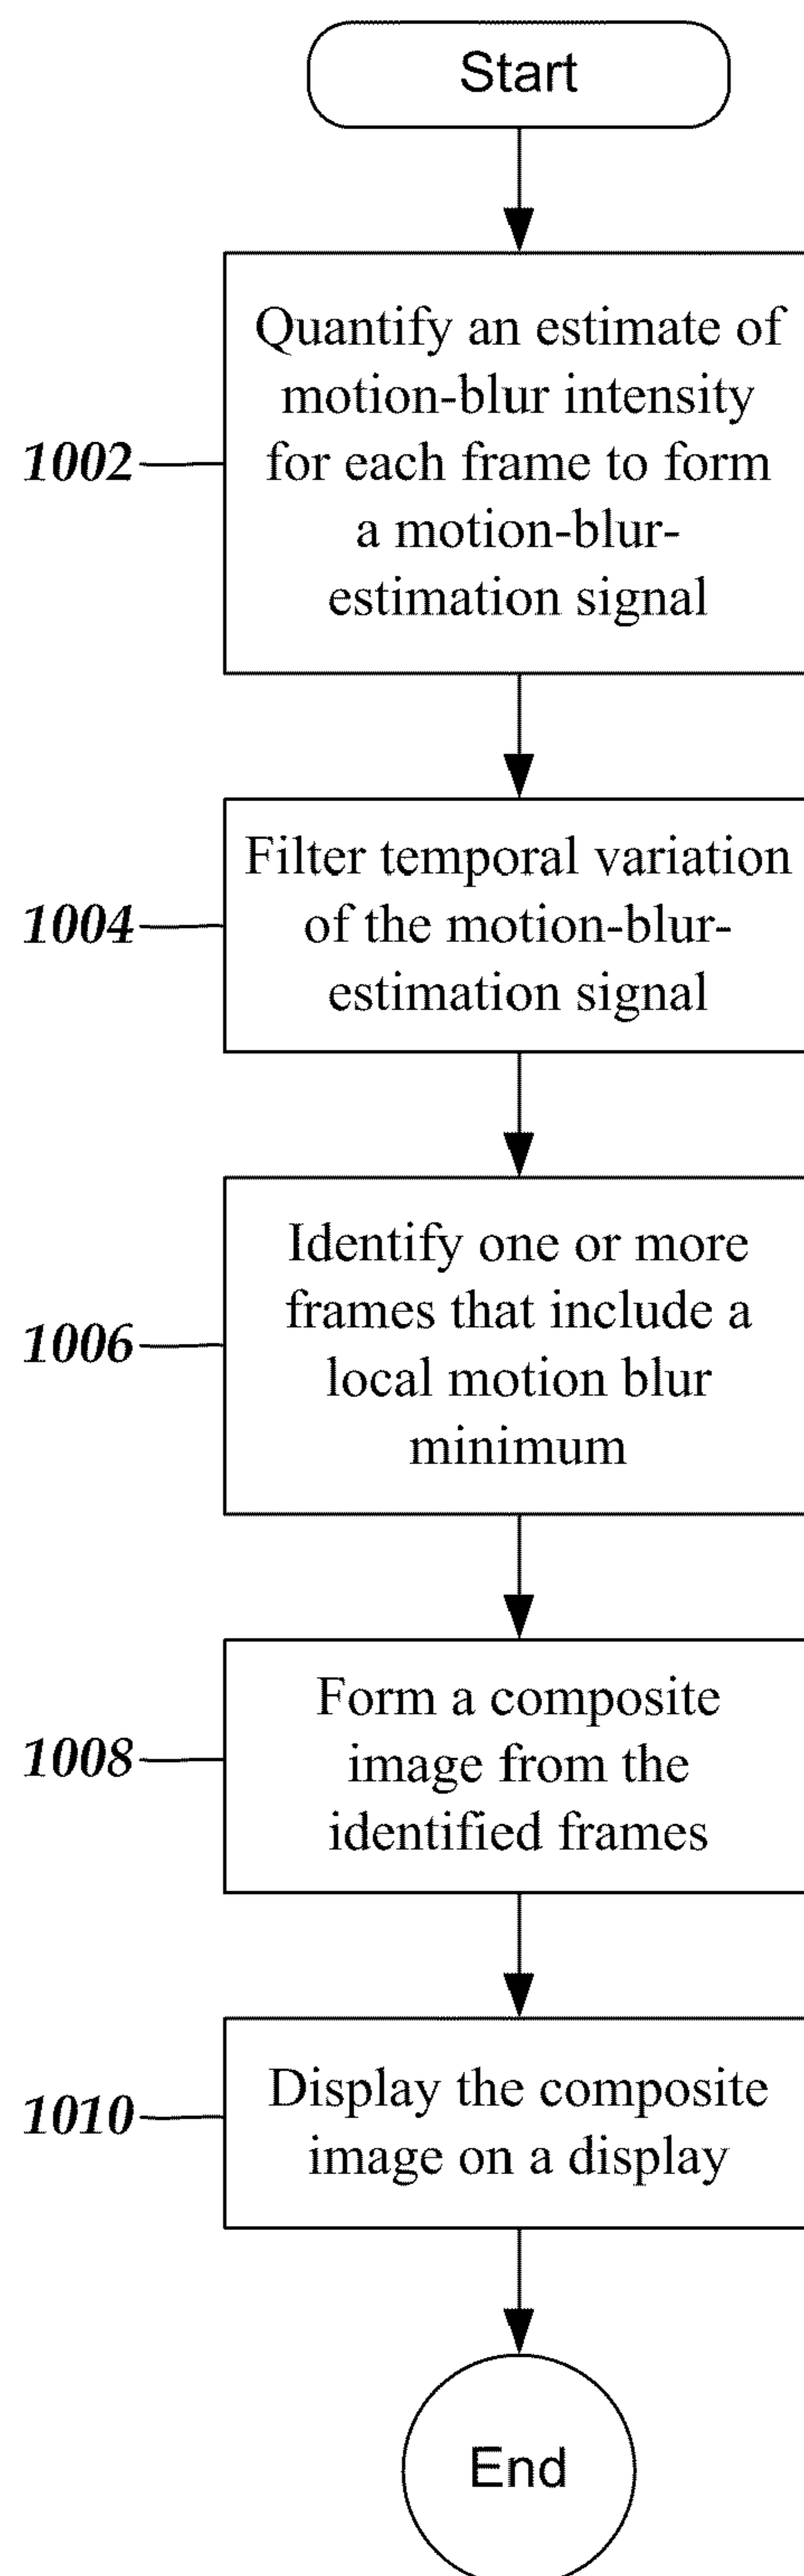 Start
Quantify an estimate of
motion-blur intensity
1002
for each frame to form
a motion-blur-
estimation signal
Filter temporal variation
1004
of the motion-blur-
estimation signal
Identify one or more
frames that include a
1006
local motion blur
minimum
Form a composite
1008
image from the
identified frames
Display the composite
1010
image on a display
End